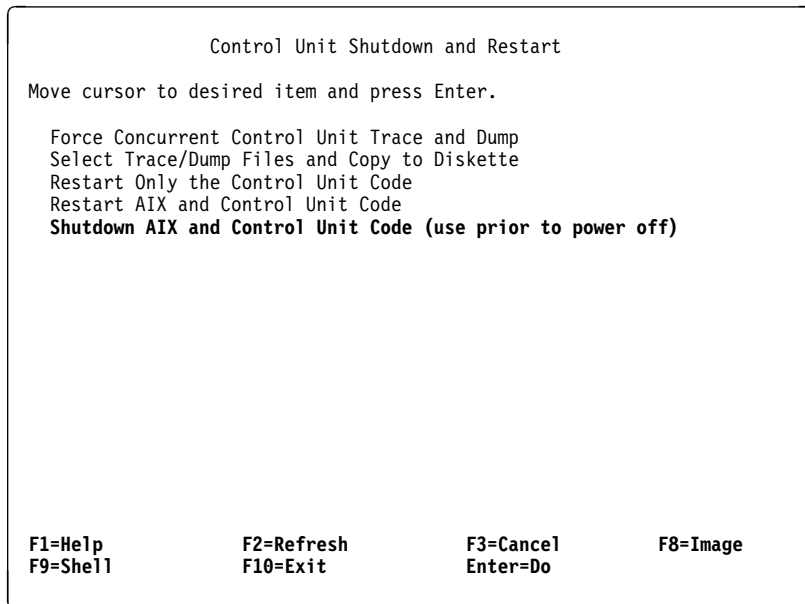 Control Unit Shutdown and Restart
Move cursor to desired item and press Enter.
Force Concurrent Control Unit Trace and Dump
Select Trace/Dump Files and Copy to Diskette
Restart Only the Control Unit Code
Restart AIX and Control Unit Code
Shutdown AIX and Control Unit Code (use prior to power off)
F1=Help F2=Refresh F3=Cancel F8=Image
F9=Shell F10=Exit Enter=Do